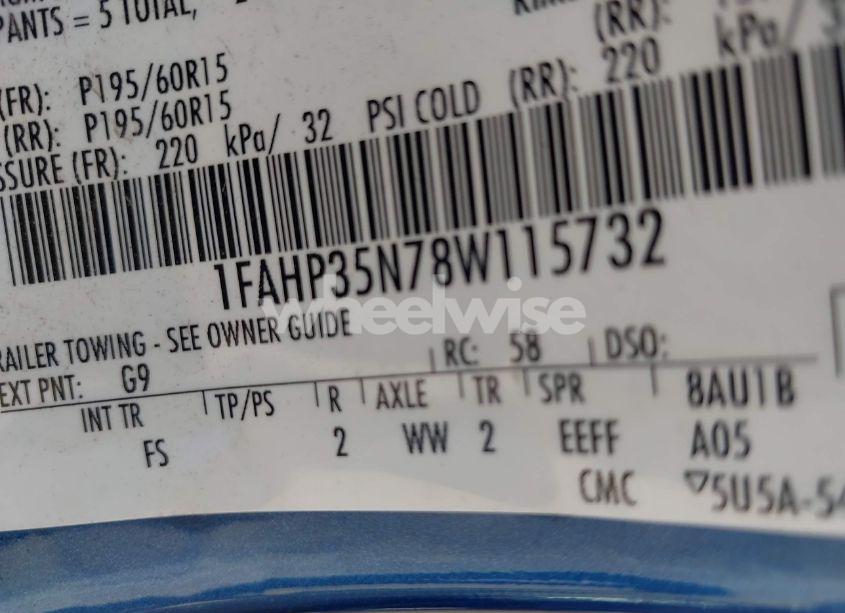 PANTS = 5 TOTAL,
(RR):
(FR): P195/60R15
(RR): P195/60R15
SSURE (FR): 220 kPa/ 32 PSI COLD (RR): 220 kPa/
1FAHP35N78W115732
wheelwise
RAILER TOWING - SEE OWNER GUIDE
EXT PNT: G9 RC: 58 DSO:
INT TR TP/PS R AXLE TR SPR 8AU1B
FS 2 WW 2 EEFF A05
CMC ▽5U5A-54